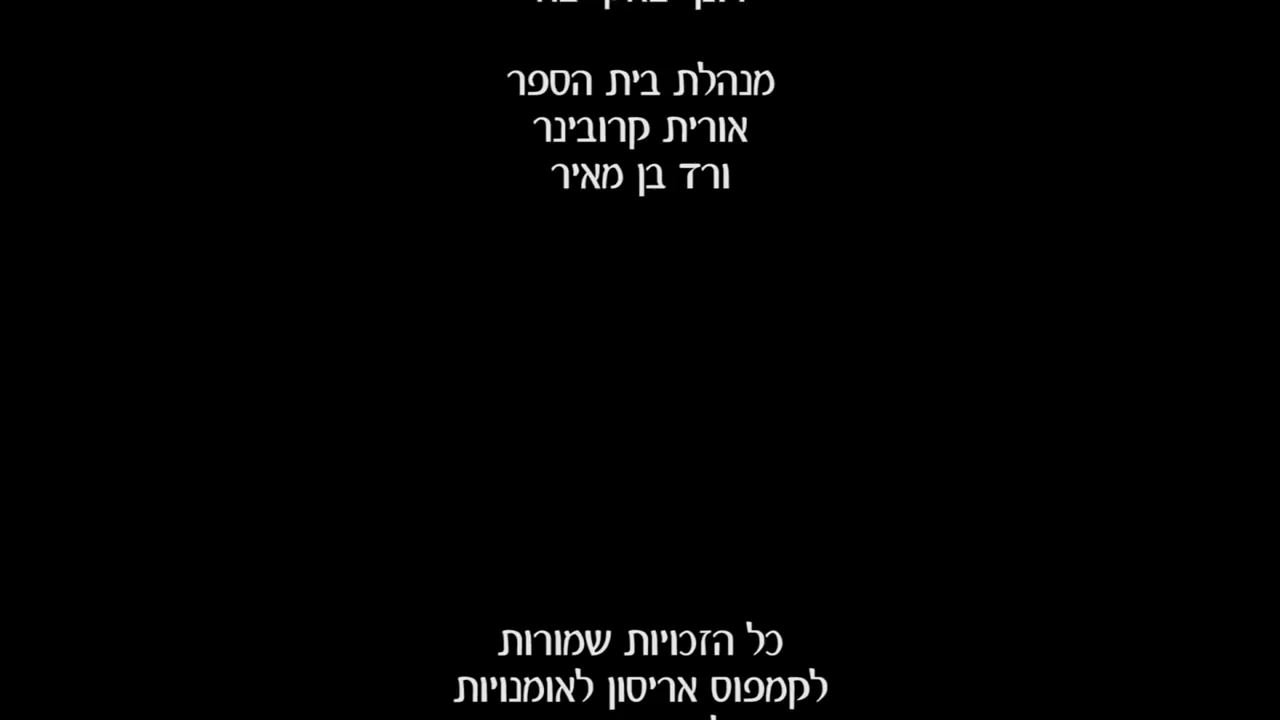 מנהלת בית הספר
אורית קרובינר
ורד בן מאיר
כל הזכויות שמורות
לקמפוס אריסון לאומנויות